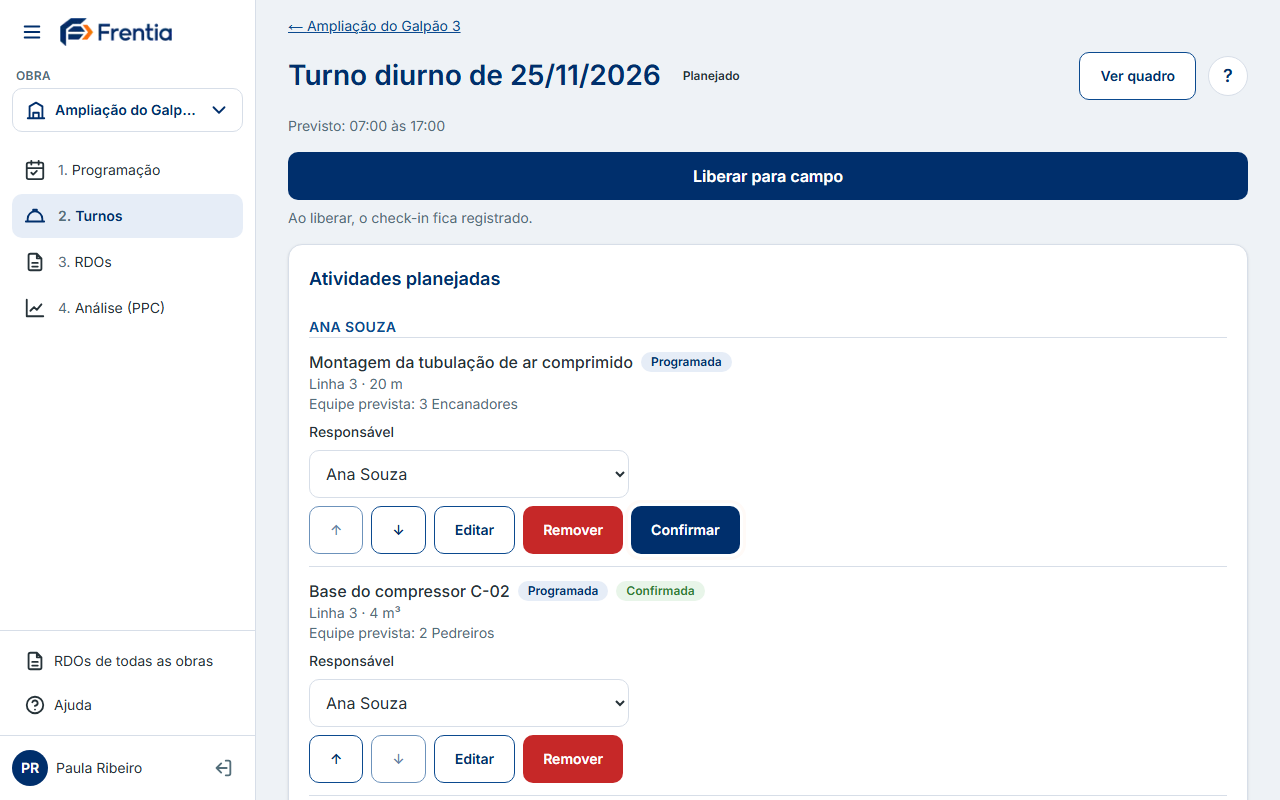 Frentia
OBRA
Ampliação do Galp...
1. Programação
2. Turnos
3. RDOs
4. Análise (PPC)
RDOs de todas as obras
Ajuda
PR Paula Ribeiro
← Ampliação do Galpão 3
Turno diurno de 25/11/2026 Planejado
Ver quadro ?
Previsto: 07:00 às 17:00
Liberar para campo
Ao liberar, o check-in fica registrado.
Atividades planejadas
ANA SOUZA
Montagem da tubulação de ar comprimido Programada
Linha 3 · 20 m
Equipe prevista: 3 Encanadores
Responsável
Ana Souza
↑ ↓ Editar Remover Confirmar
Base do compressor C-02 Programada Confirmada
Linha 3 · 4 m³
Equipe prevista: 2 Pedreiros
Responsável
Ana Souza
↑ ↓ Editar Remover